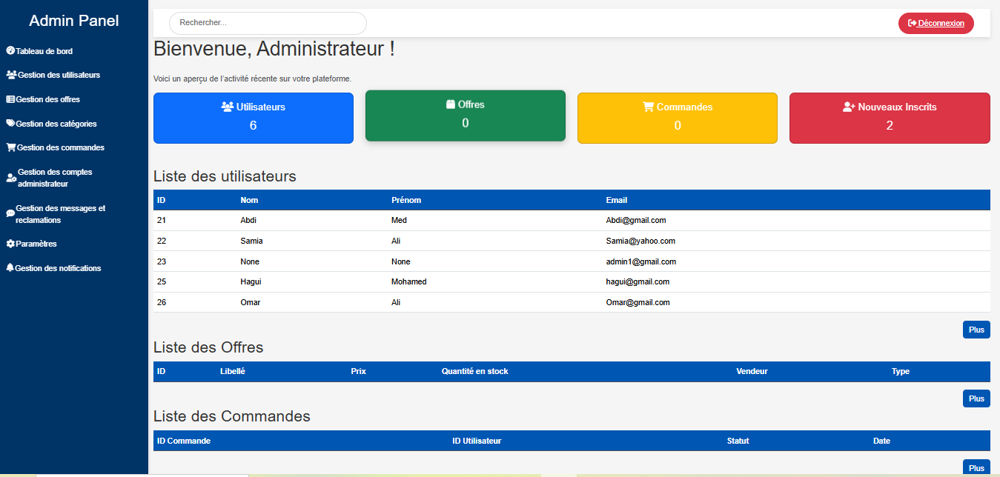 Admin Panel
Tableau de bord
Gestion des utilisateurs
Gestion des offres
Gestion des catégories
Gestion des commandes
Gestion des comptes
administrateur
Gestion des messages et
reclamations
Paramètres
Gestion des notifications
Rechercher...
Déconnexion
Bienvenue, Administrateur !
Voici un aperçu de l'activité récente sur votre plateforme.
Utilisateurs
6
Offres
0
Commandes
0
Nouveaux Inscrits
2
Liste des utilisateurs
ID Nom Prénom Email
21 Abdi Med Abdi@gmail.com
22 Samia Ali Samia@yahoo.com
23 None None admin1@gmail.com
25 Hagui Mohamed hagui@gmail.com
26 Omar Ali Omar@gmail.com
Plus
Liste des Offres
ID Libellé Prix Quantité en stock Vendeur Type
Plus
Liste des Commandes
ID Commande ID Utilisateur Statut Date
Plus